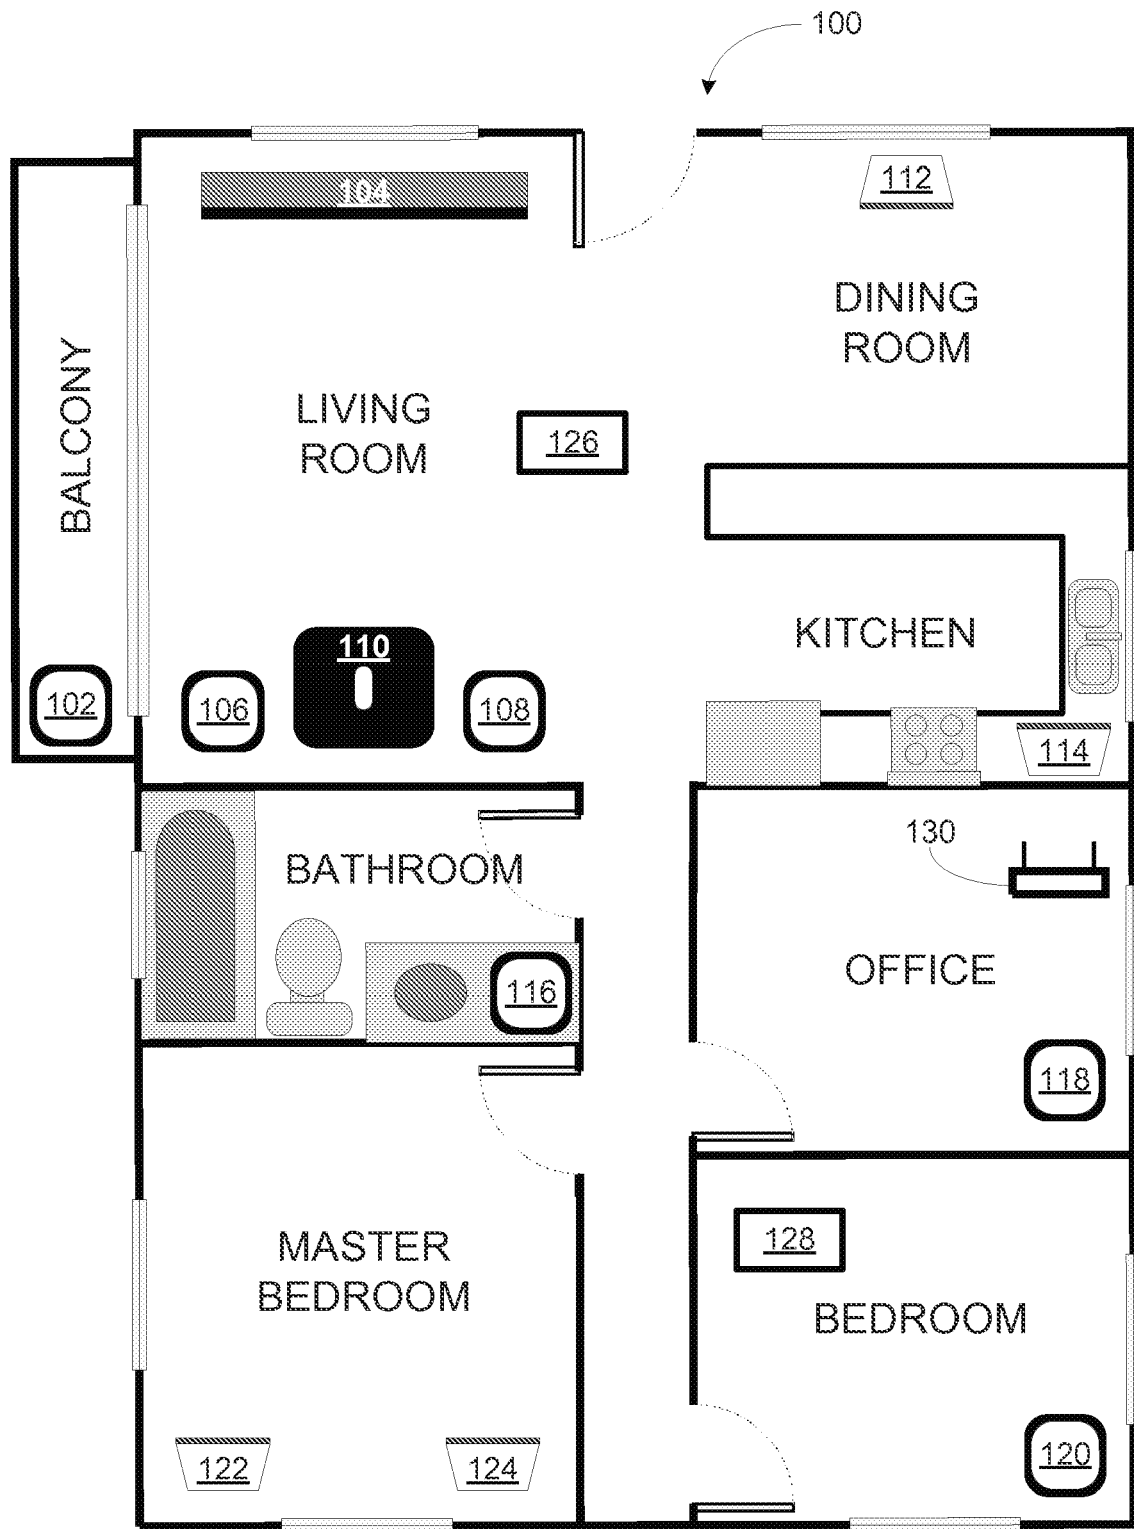 100
104
112
DINING
ROOM
BALCONY
LIVING
ROOM
126
KITCHEN
110
102
106
108
114
130
BATHROOM
OFFICE
116
118
MASTER
BEDROOM
128
BEDROOM
122
124
120